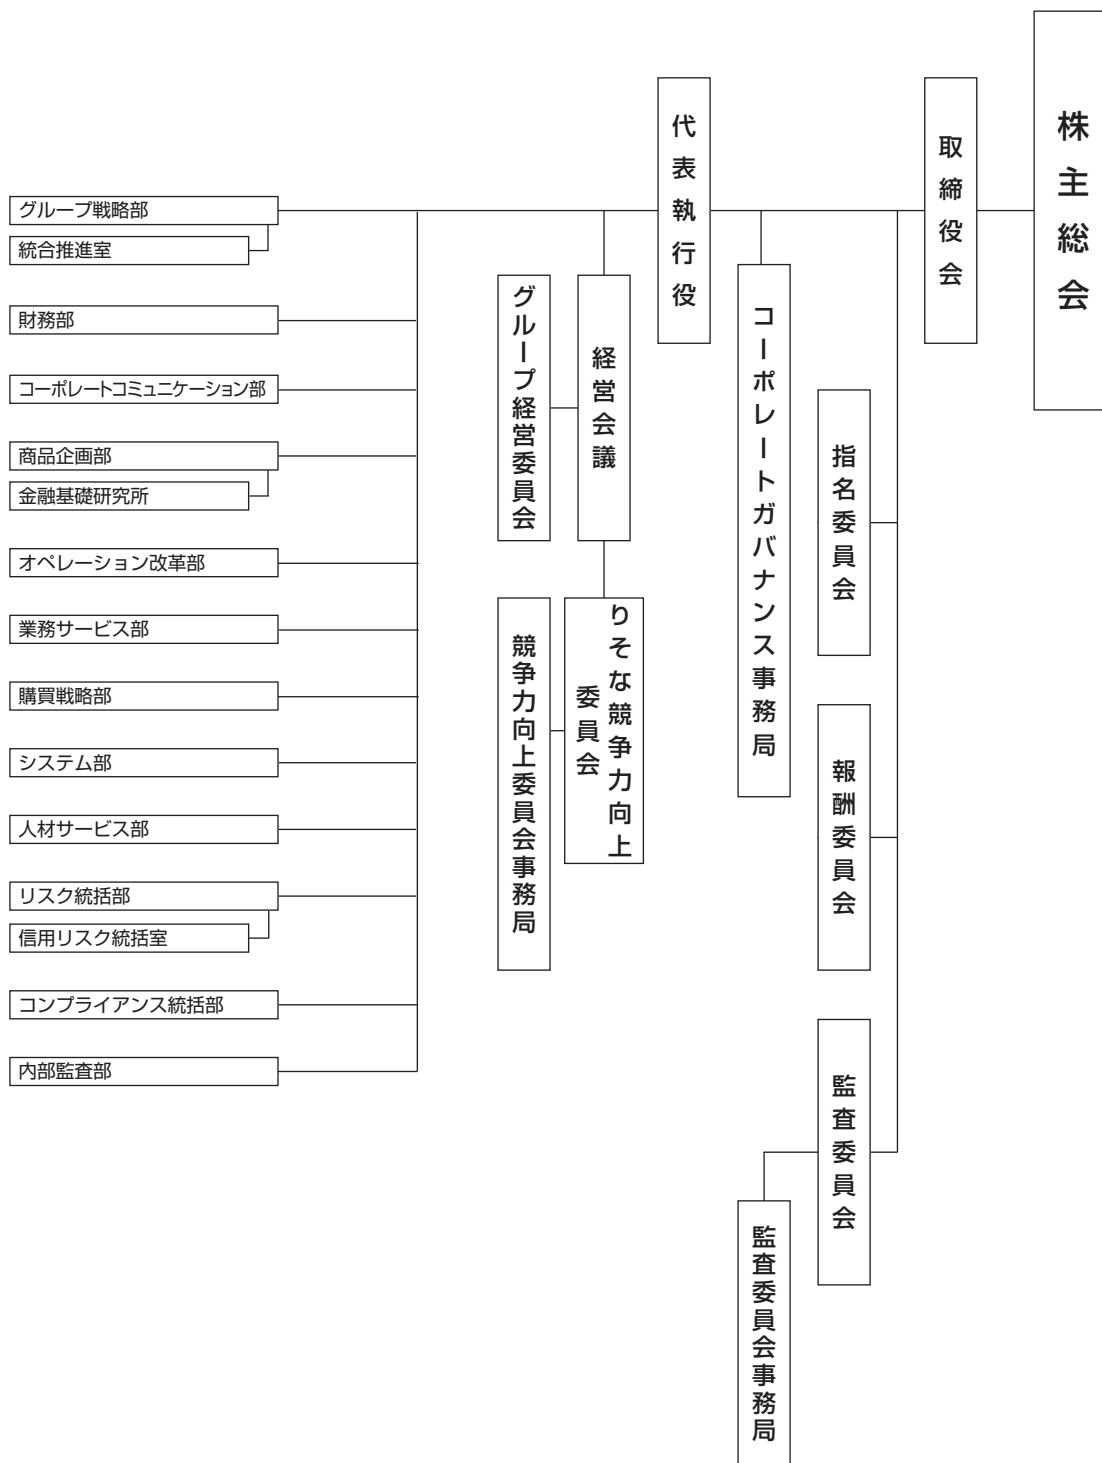 株主総会
取締役会
指名委員会
報酬委員会
監査委員会
監査委員会事務局
コーポレートガバナンス事務局
代表執行役
経営会議
グループ経営委員会
りそな競争力向上
委員会
競争力向上委員会事務局
グループ戦略部
統合推進室
財務部
コーポレートコミュニケーション部
商品企画部
金融基礎研究所
オペレーション改革部
業務サービス部
購買戦略部
システム部
人材サービス部
リスク統括部
信用リスク統括室
コンプライアンス統括部
内部監査部